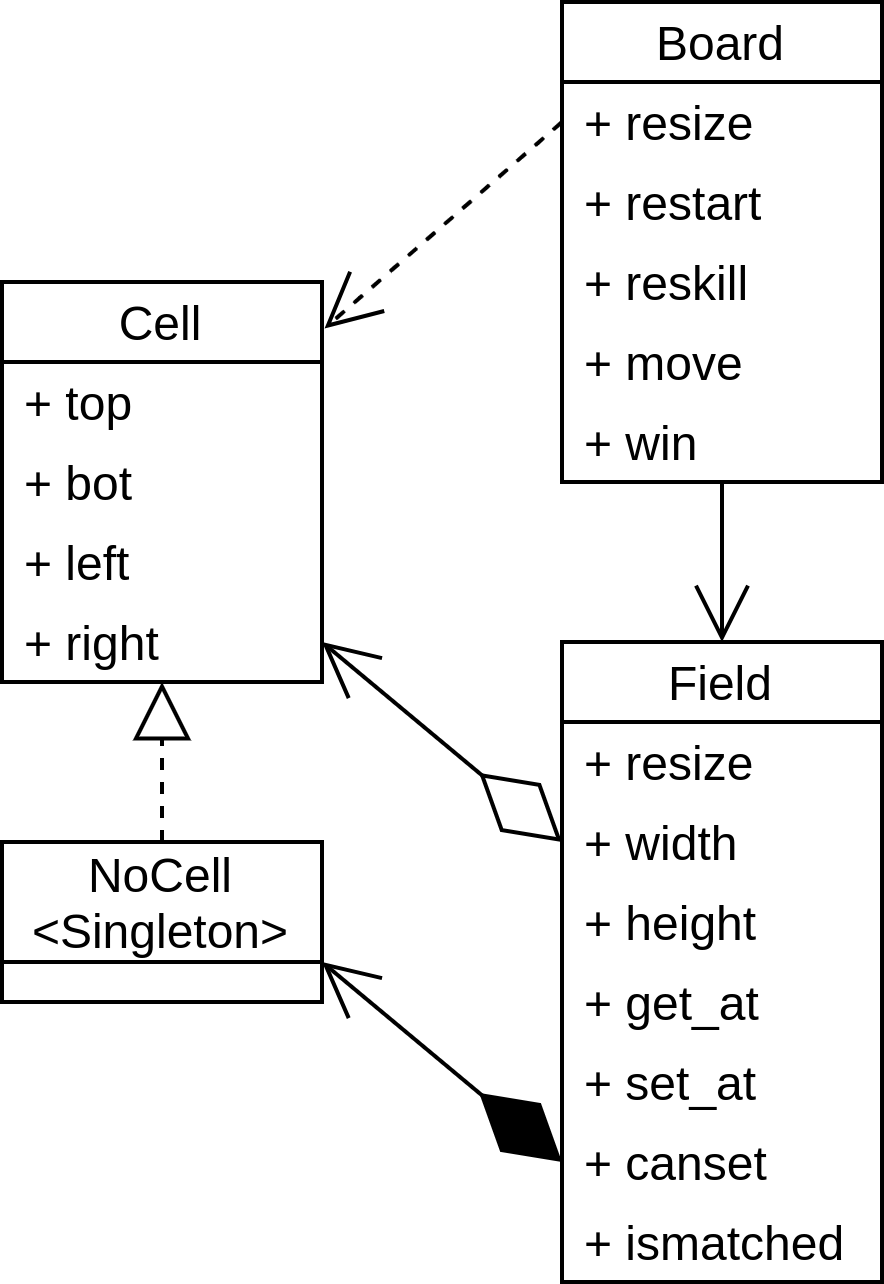 Board
+ resize
+ restart
+ reskill
+ move
+ win
Cell
+ top
+ bot
+ left
+ right
NoCell
<Singleton>
Field
+ resize
+ width
+ height
+ get_at
+ set_at
+ canset
+ ismatched